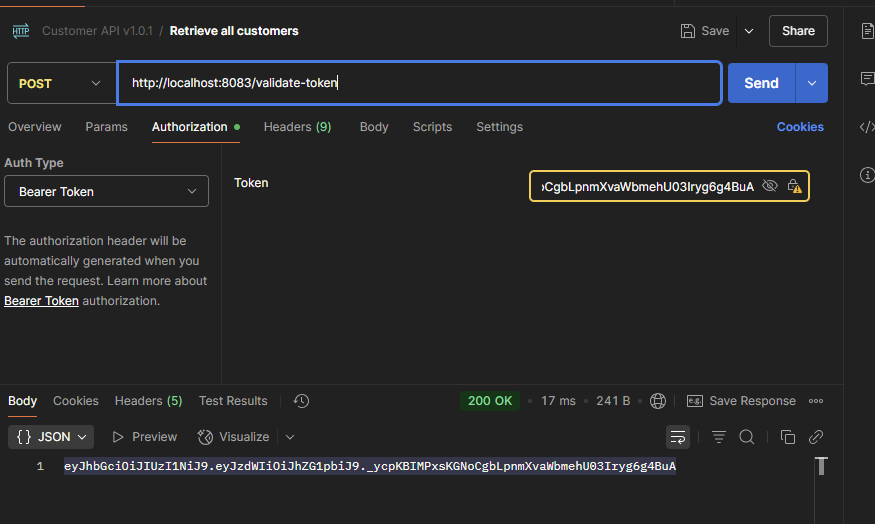 HTTP Customer API v1.0.1 / Retrieve all customers Save Share
POST http://localhost:8083/validate-token Send
Overview Params Authorization Headers (9) Body Scripts Settings Cookies
Auth Type
Bearer Token
Token
oCgbLpnmXvaWbmehU03Iryg6g4BuA
The authorization header will be
automatically generated when you
send the request. Learn more about
Bearer Token authorization.
Body Cookies Headers (5) Test Results 200 OK • 17 ms • 241 B • e.g. Save Response
{} JSON Preview Visualize
1 eyJhbGciOiJIUzI1NiJ9.eyJzdWIiOiJhZG1pbiJ9._ycpKBIMPxsKGNoCgbLpnmXvaWbmehU03Iryg6g4BuA